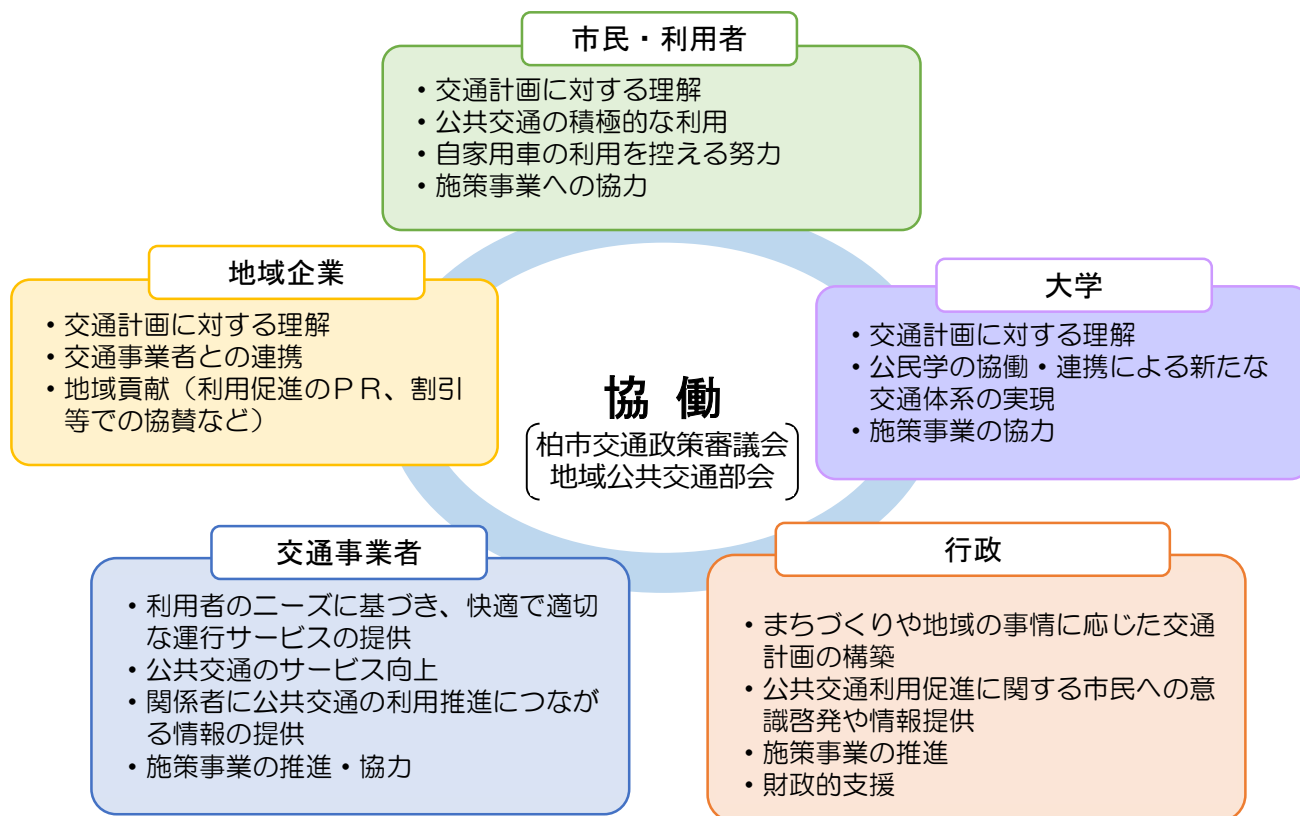 市民・利用者
・交通計画に対する理解
・公共交通の積極的な利用
・自家用車の利用を控える努力
・施策事業への協力
地域企業
・交通計画に対する理解
・交通事業者との連携
・地域貢献（利用促進のＰＲ、割引
等での協賛など）
大学
・交通計画に対する理解
・公民学の協働・連携による新たな
交通体系の実現
・施策事業の協力
協 働
柏市交通政策審議会
地域公共交通部会
交通事業者
・利用者のニーズに基づき、快適で適切
な運行サービスの提供
・公共交通のサービス向上
・関係者に公共交通の利用推進につなが
る情報の提供
・施策事業の推進・協力
行政
・まちづくりや地域の事情に応じた交通
計画の構築
・公共交通利用促進に関する市民への意
識啓発や情報提供
・施策事業の推進
・財政的支援